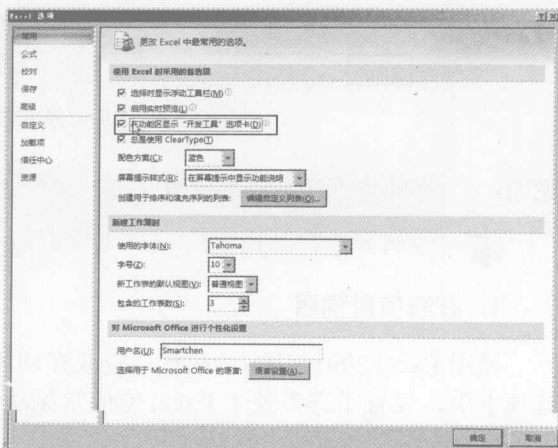 Excel 选项
常用
公式
校对
保存
高级
自定义
加载项
信任中心
资源
更改 Excel 中最常用的选项。
使用 Excel 时采用的首选项
选择时显示浮动工具栏(M)
启用实时预览(L)
在功能区显示“开发工具”选项卡(D)
总是使用 ClearType(T)
配色方案(C): 蓝色
屏幕提示样式(R): 在屏幕提示中显示功能说明
创建用于排序和填充序列的列表: 编辑自定义列表(O)...
新建工作簿时
使用的字体(N): Tahoma
字号(Z): 10
新工作表的默认视图(V): 普通视图
包含的工作表数(S): 3
对 Microsoft Office 进行个性化设置
用户名(U): Smartchen
选择用于 Microsoft Office 的语言: 语言设置(A)...
确定 取消